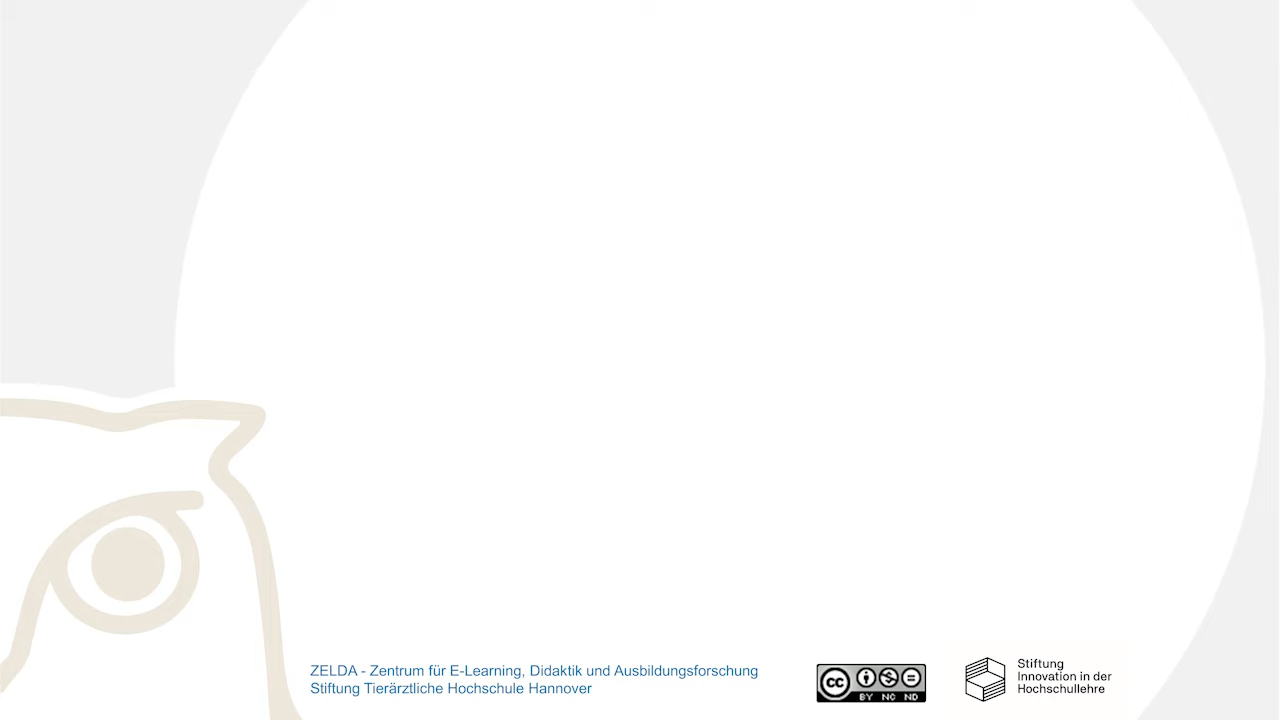 ZELDA - Zentrum für E-Learning, Didaktik und Ausbildungsforschung
Stiftung Tierärztliche Hochschule Hannover
cc
BY NC ND
Stiftung
Innovation in der
Hochschullehre